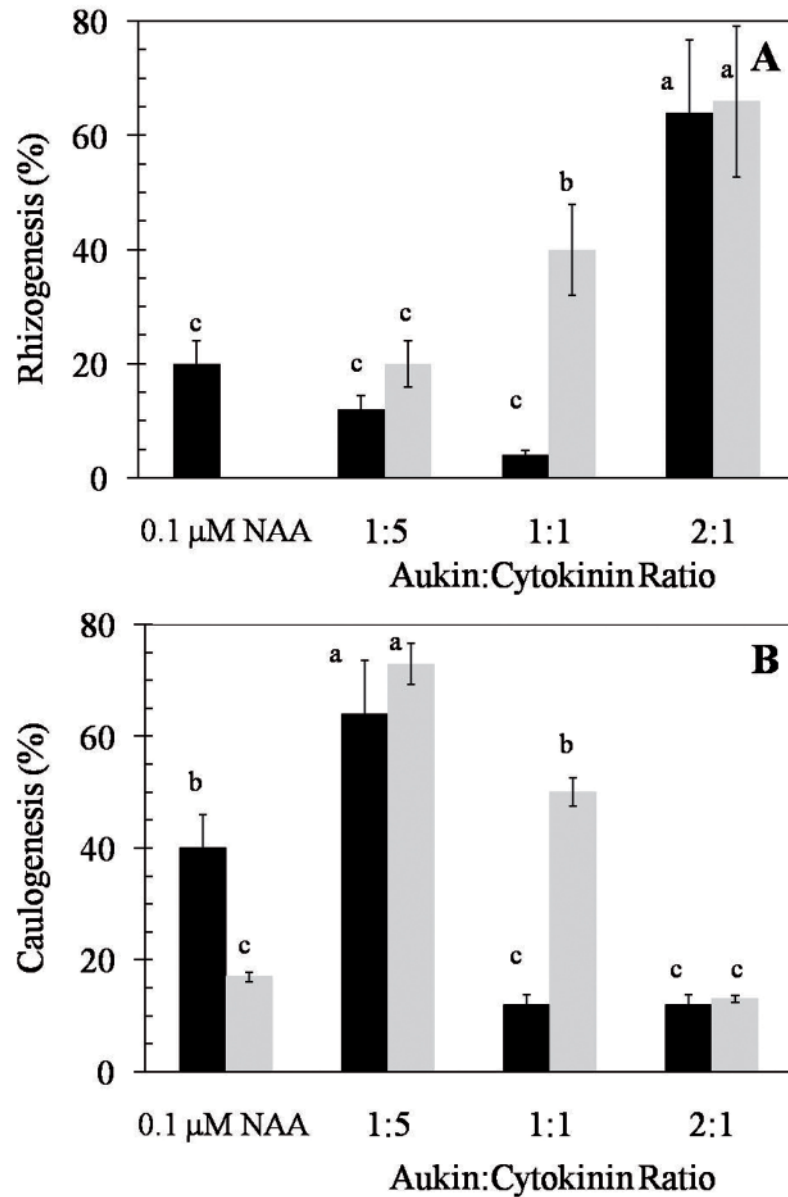 A
80
60
40
20
0
Rhizogenesis (%)
c
c
c
c
b
a
a
0.1 μM NAA 1:5 1:1 2:1
Aukin:Cytokinin Ratio
B
80
60
40
20
0
Caulogenesis (%)
b
c
a
a
c
b
c
c
0.1 μM NAA 1:5 1:1 2:1
Aukin:Cytokinin Ratio